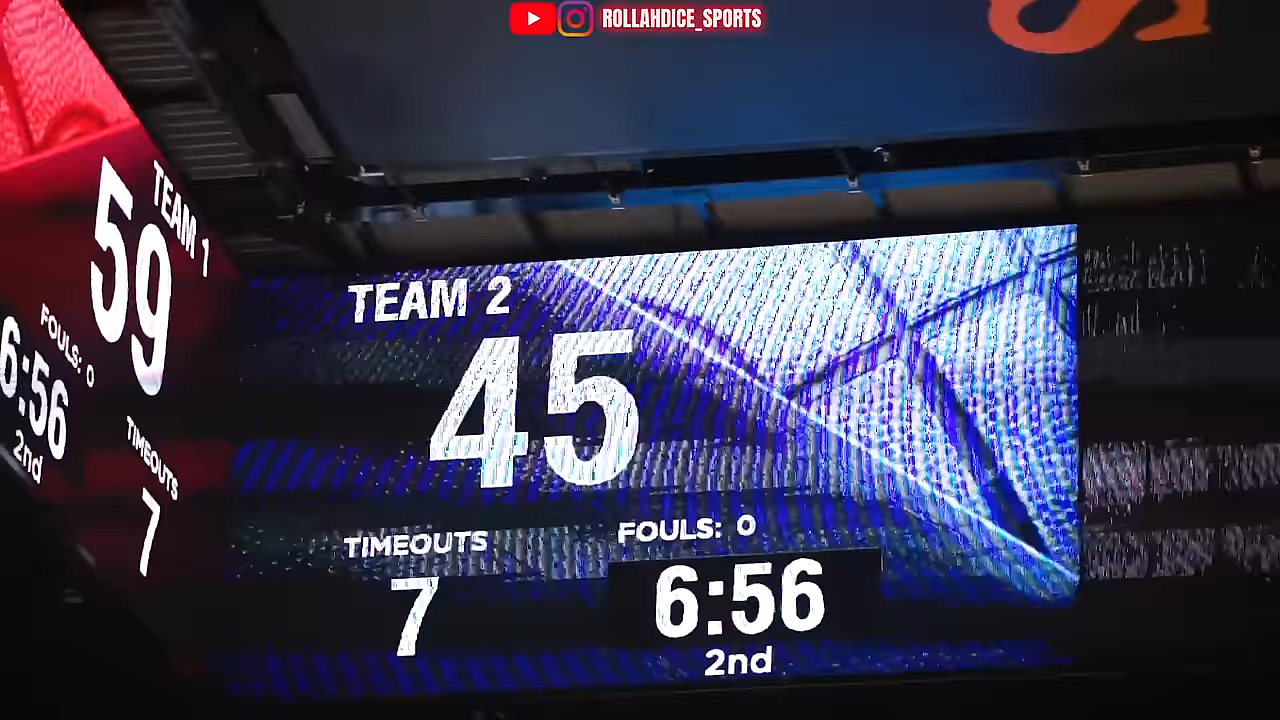 ROLLAHDICE_SPORTS
TEAM 1
59
FOULS: 0
6:56
2nd
TIMEOUTS
7
TEAM 2
45
TIMEOUTS
7
FOULS: 0
6:56
2nd